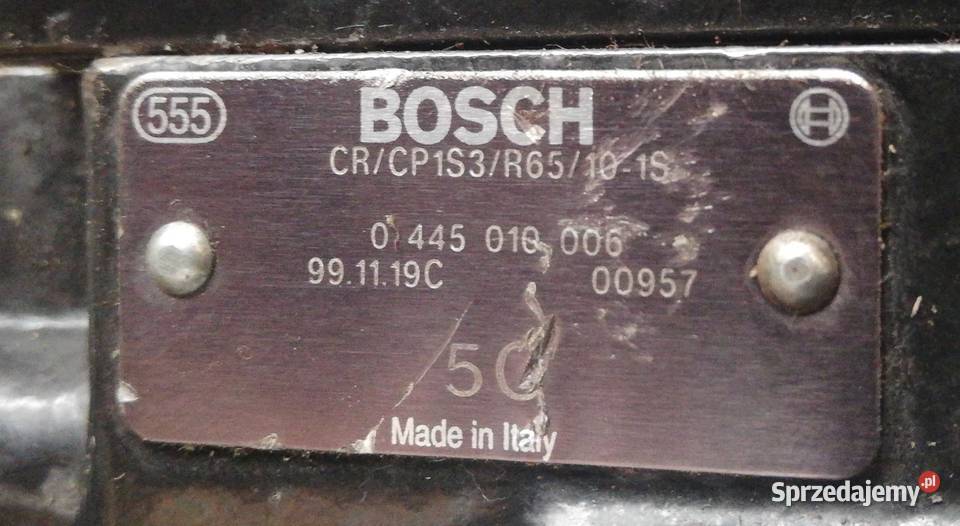 555 BOSCH
CR/CP1S3/R65/10-1S
0 445 010 006
99.11.19C 00957
Made in Italy
Sprzedajemy.pl